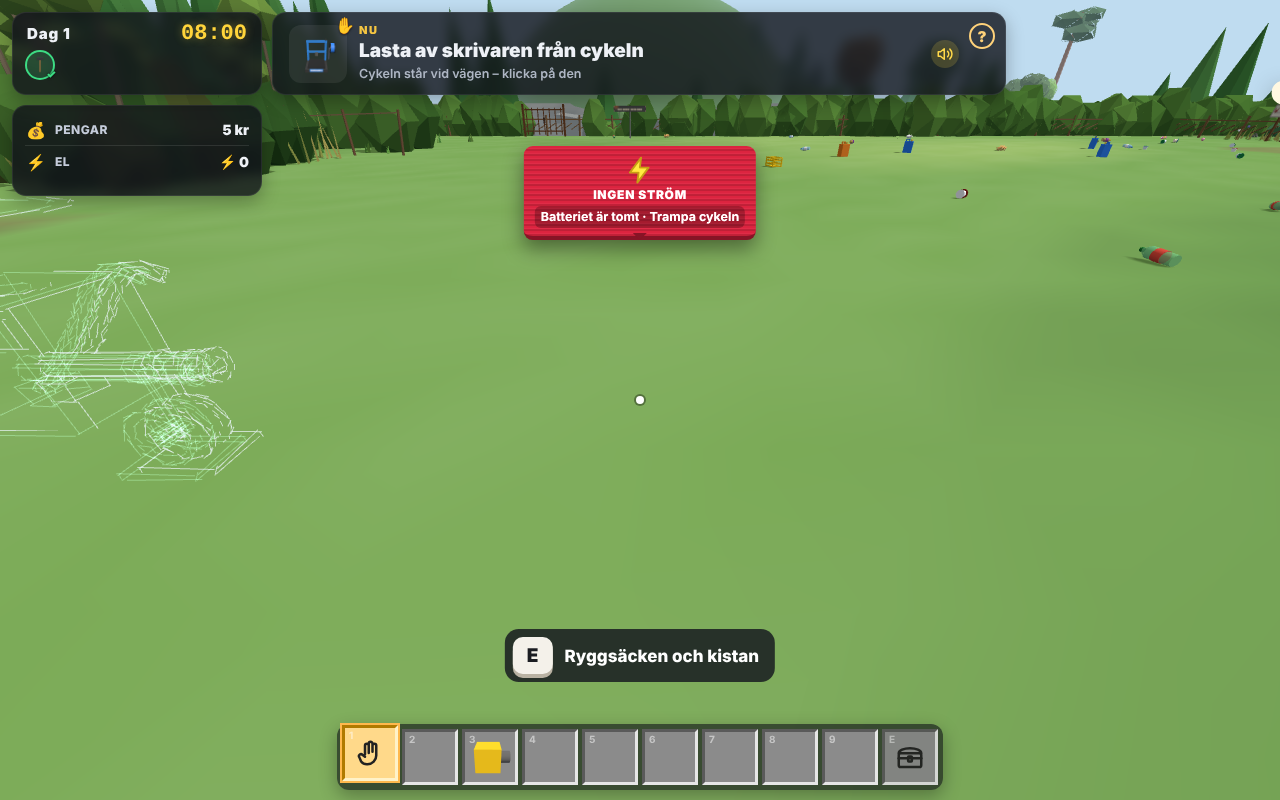 Dag 1
08:00
NU
Lasta av skrivaren från cykeln
Cykeln står vid vägen – klicka på den
?
PENGAR
5 kr
EL
0
INGEN STRÖM
Batteriet är tomt · Trampa cykeln
E
Ryggsäcken och kistan
1
2
3
4
5
6
7
8
9
E